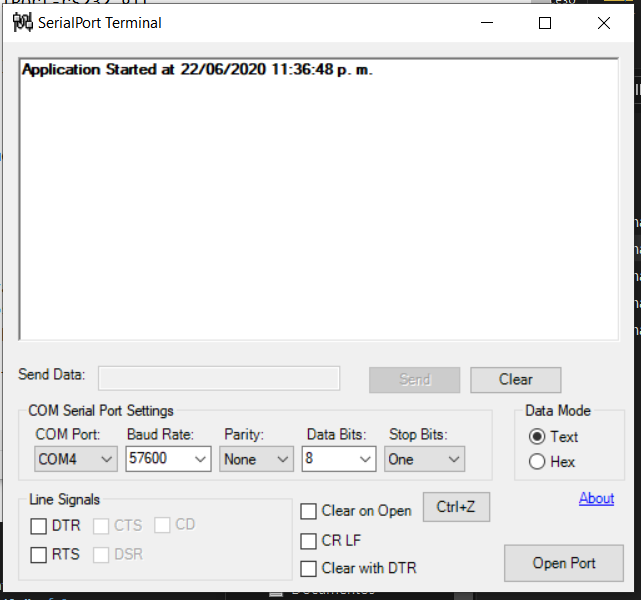 SerialPort Terminal
Application Started at 22/06/2020 11:36:48 p. m.
Send Data:
Send
Clear
COM Serial Port Settings
COM Port: Baud Rate: Parity: Data Bits: Stop Bits:
COM4 57600 None 8 One
Data Mode
Text
Hex
Line Signals
DTR CTS CD
RTS DSR
Clear on Open
CR LF
Clear with DTR
Ctrl+Z
About
Open Port